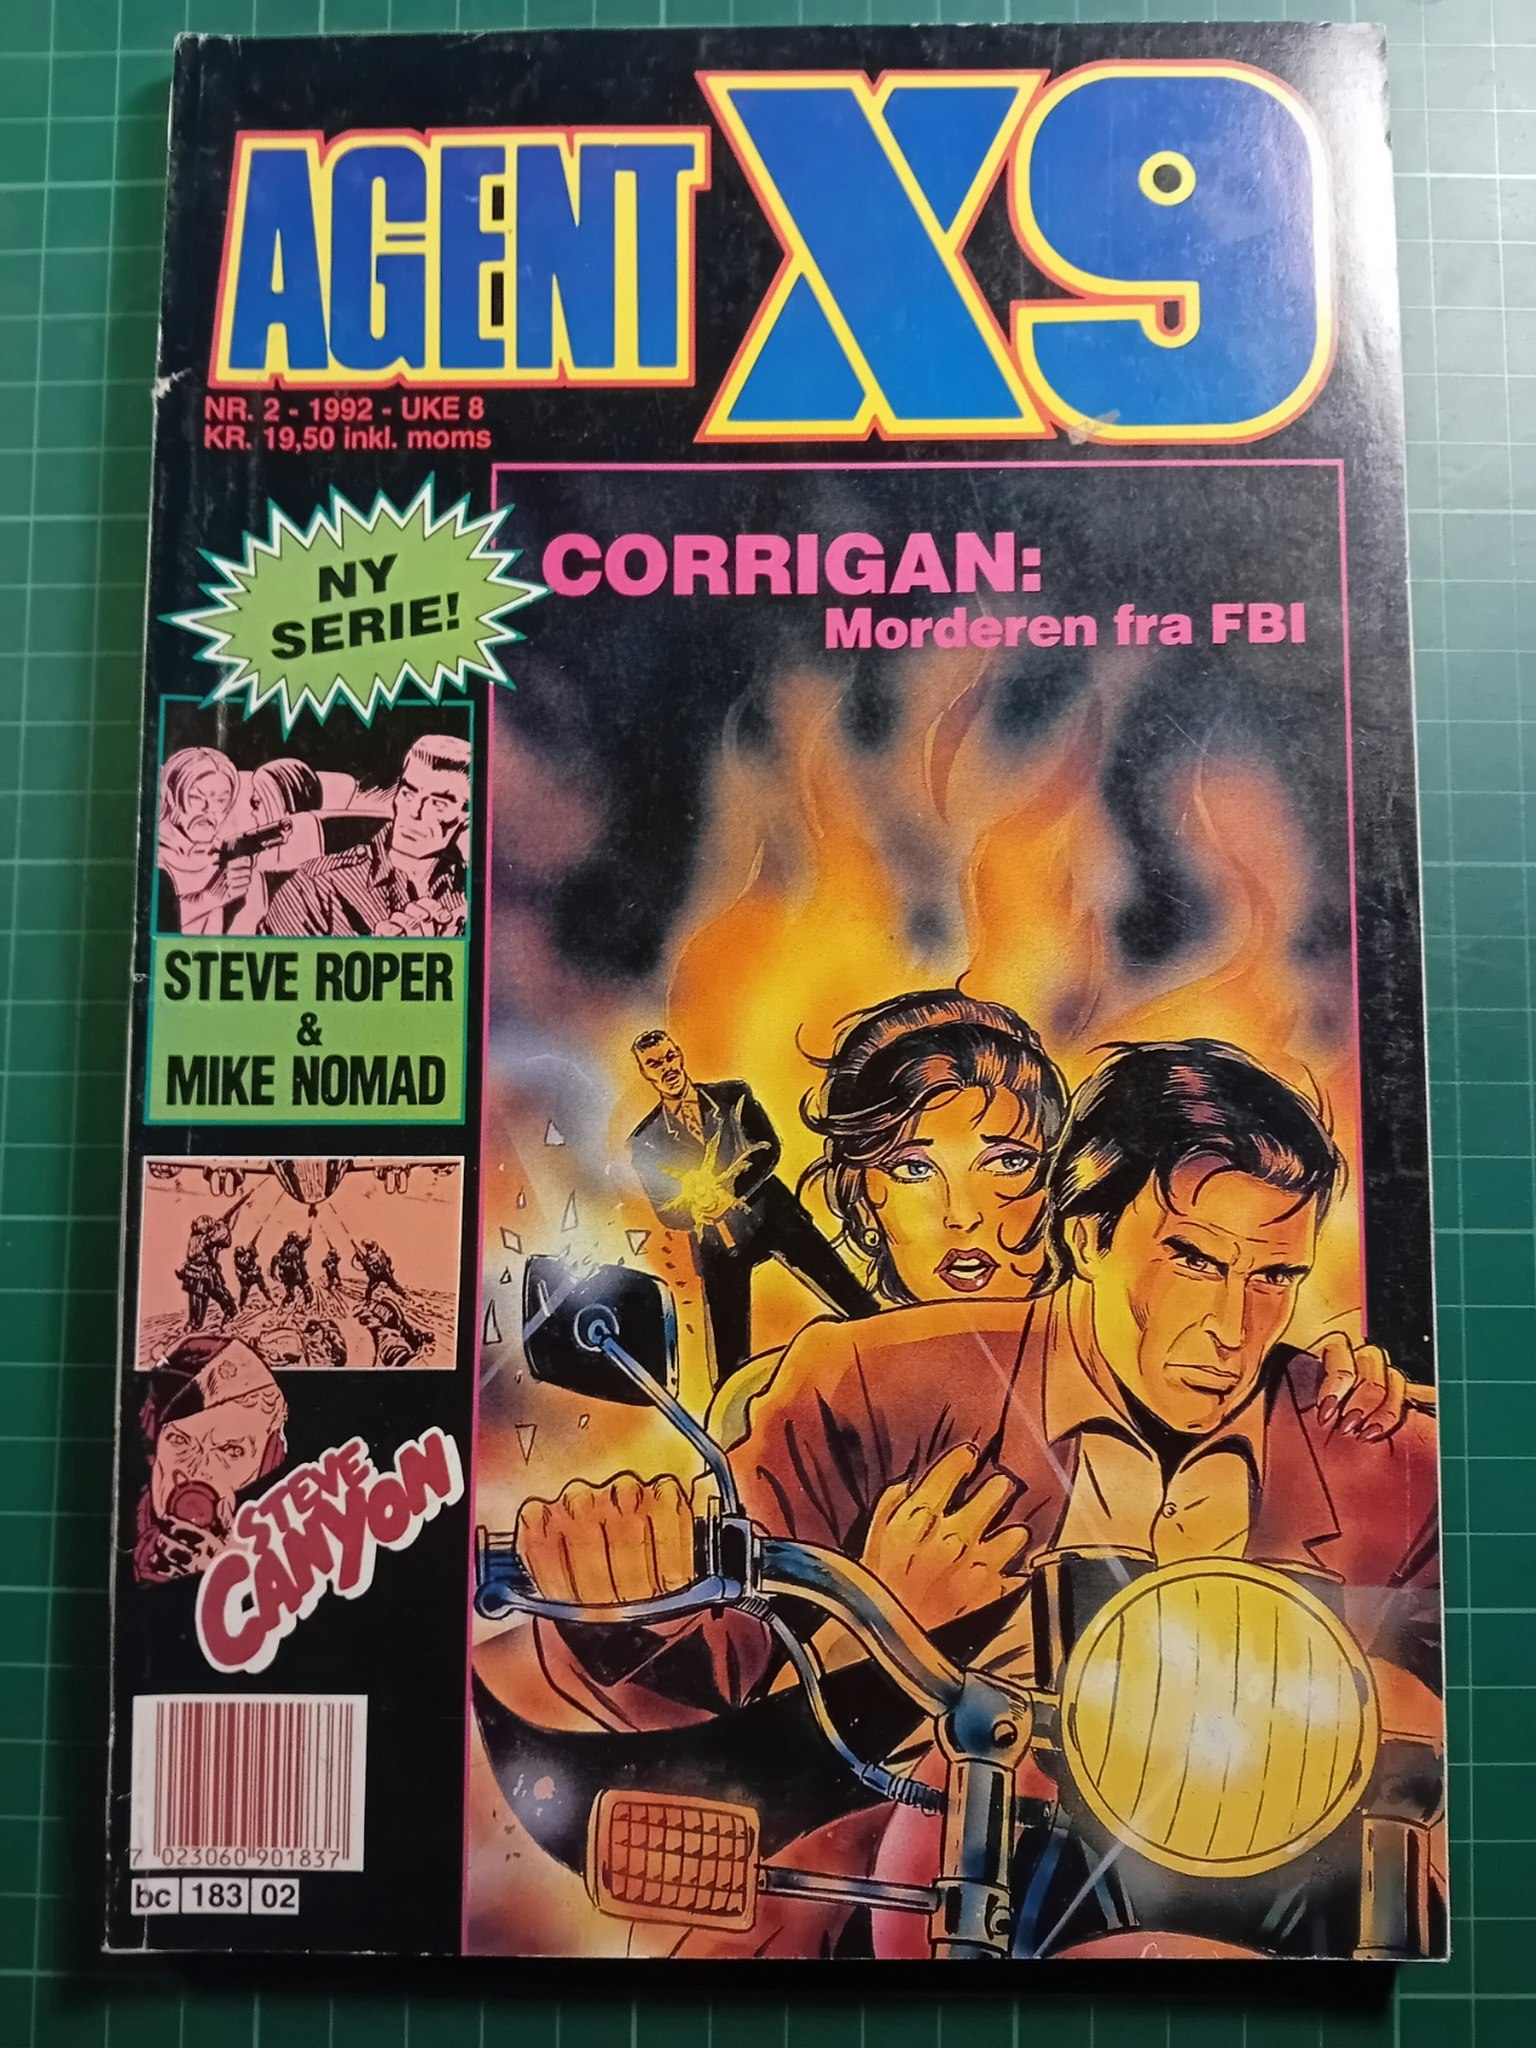 AGENT X9
NR. 2 - 1992 - UKE 8
KR. 19,50 inkl. moms
NY
SERIE!
CORRIGAN:
Morderen fra FBI
STEVE ROPER
&
MIKE NOMAD
STEVE
CANYON
7 023060 901837
bc 183 02